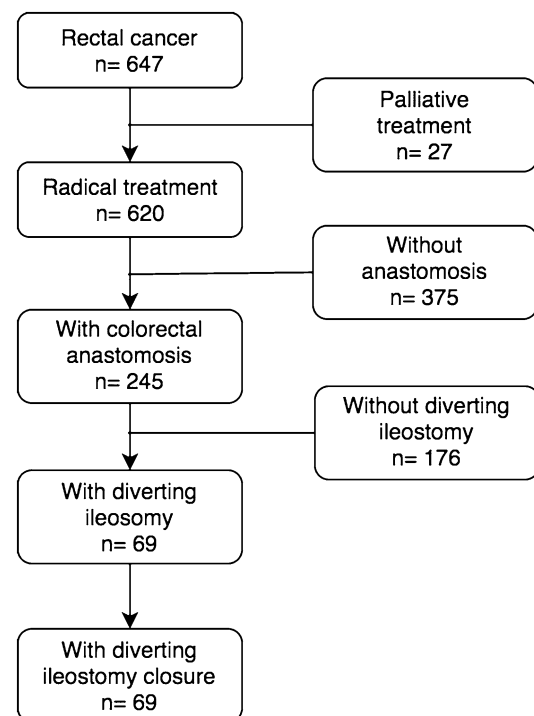 Rectal cancer
n= 647
Palliative
treatment
n= 27
Radical treatment
n= 620
Without
anastomosis
n= 375
With colorectal
anastomosis
n= 245
Without diverting
ileostomy
n= 176
With diverting
ileosomy
n= 69
With diverting
ileostomy closure
n= 69